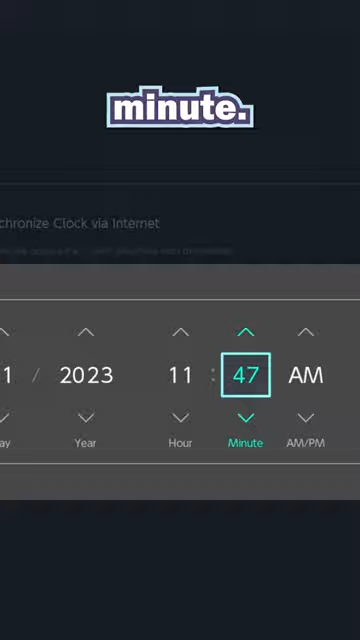 minute.
chronize Clock via Internet
1 / 2023 11 : 47 AM
ay Year Hour Minute AM/PM